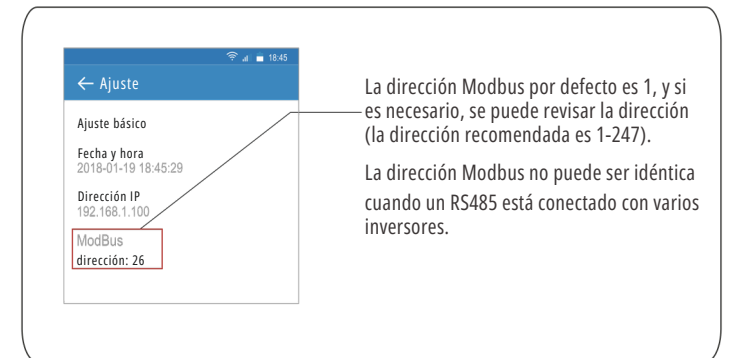 18:45
← Ajuste
Ajuste básico
Fecha y hora
2018-01-19 18:45:29
Dirección IP
192.168.1.100
ModBus
dirección: 26
La dirección Modbus por defecto es 1, y si
es necesario, se puede revisar la dirección
(la dirección recomendada es 1-247).
La dirección Modbus no puede ser idéntica
cuando un RS485 está conectado con varios
inversores.